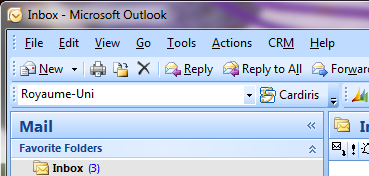 Inbox - Microsoft Outlook
File Edit View Go Tools Actions CRM Help
New Reply Reply to All Forward
Royaume-Uni Cardiris
Mail
Favorite Folders
Inbox (3)